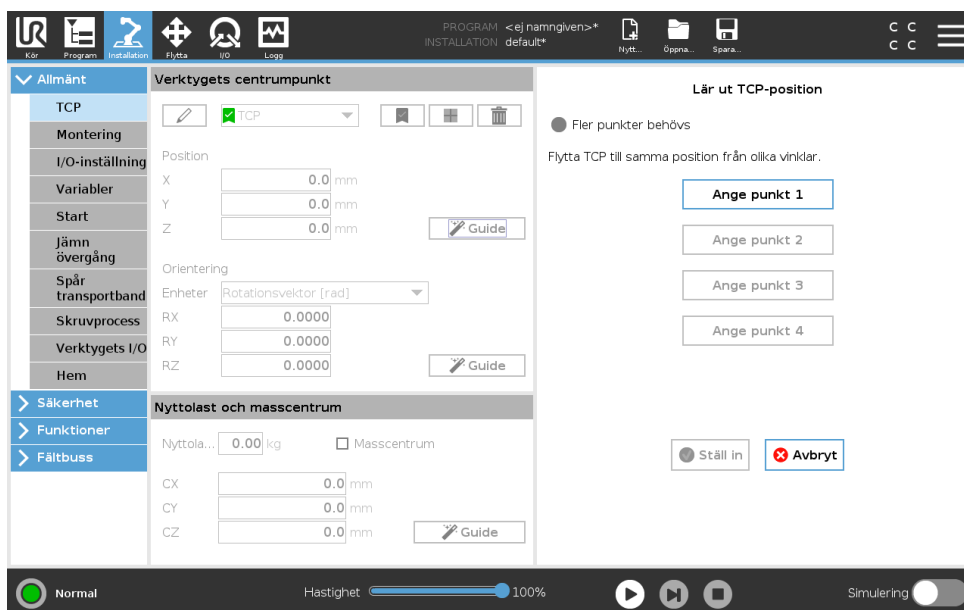 UR
Kör
Program
Installation
Flytta
I/O
Logg
PROGRAM <ej namngiven>*
INSTALLATION default*
Nytt...
Öppna...
Spara...
C C
C C
Allmänt
TCP
Montering
I/O-inställning
Variabler
Start
Jämn
övergång
Spår
transportband
Skruvprocess
Verktygets I/O
Hem
Säkerhet
Funktioner
Fältbuss
Verktygets centrumpunkt
TCP
Position
X 0.0 mm
Y 0.0 mm
Z 0.0 mm
Guide
Orientering
Enheter Rotationsvektor [rad]
RX 0.0000
RY 0.0000
RZ 0.0000
Guide
Nyttolast och masscentrum
Nyttola... 0.00 kg Masscentrum
CX 0.0 mm
CY 0.0 mm
CZ 0.0 mm
Guide
Lär ut TCP-position
Fler punkter behövs
Flytta TCP till samma position från olika vinklar.
Ange punkt 1
Ange punkt 2
Ange punkt 3
Ange punkt 4
Ställ in
Avbryt
Normal
Hastighet 100%
Simulering